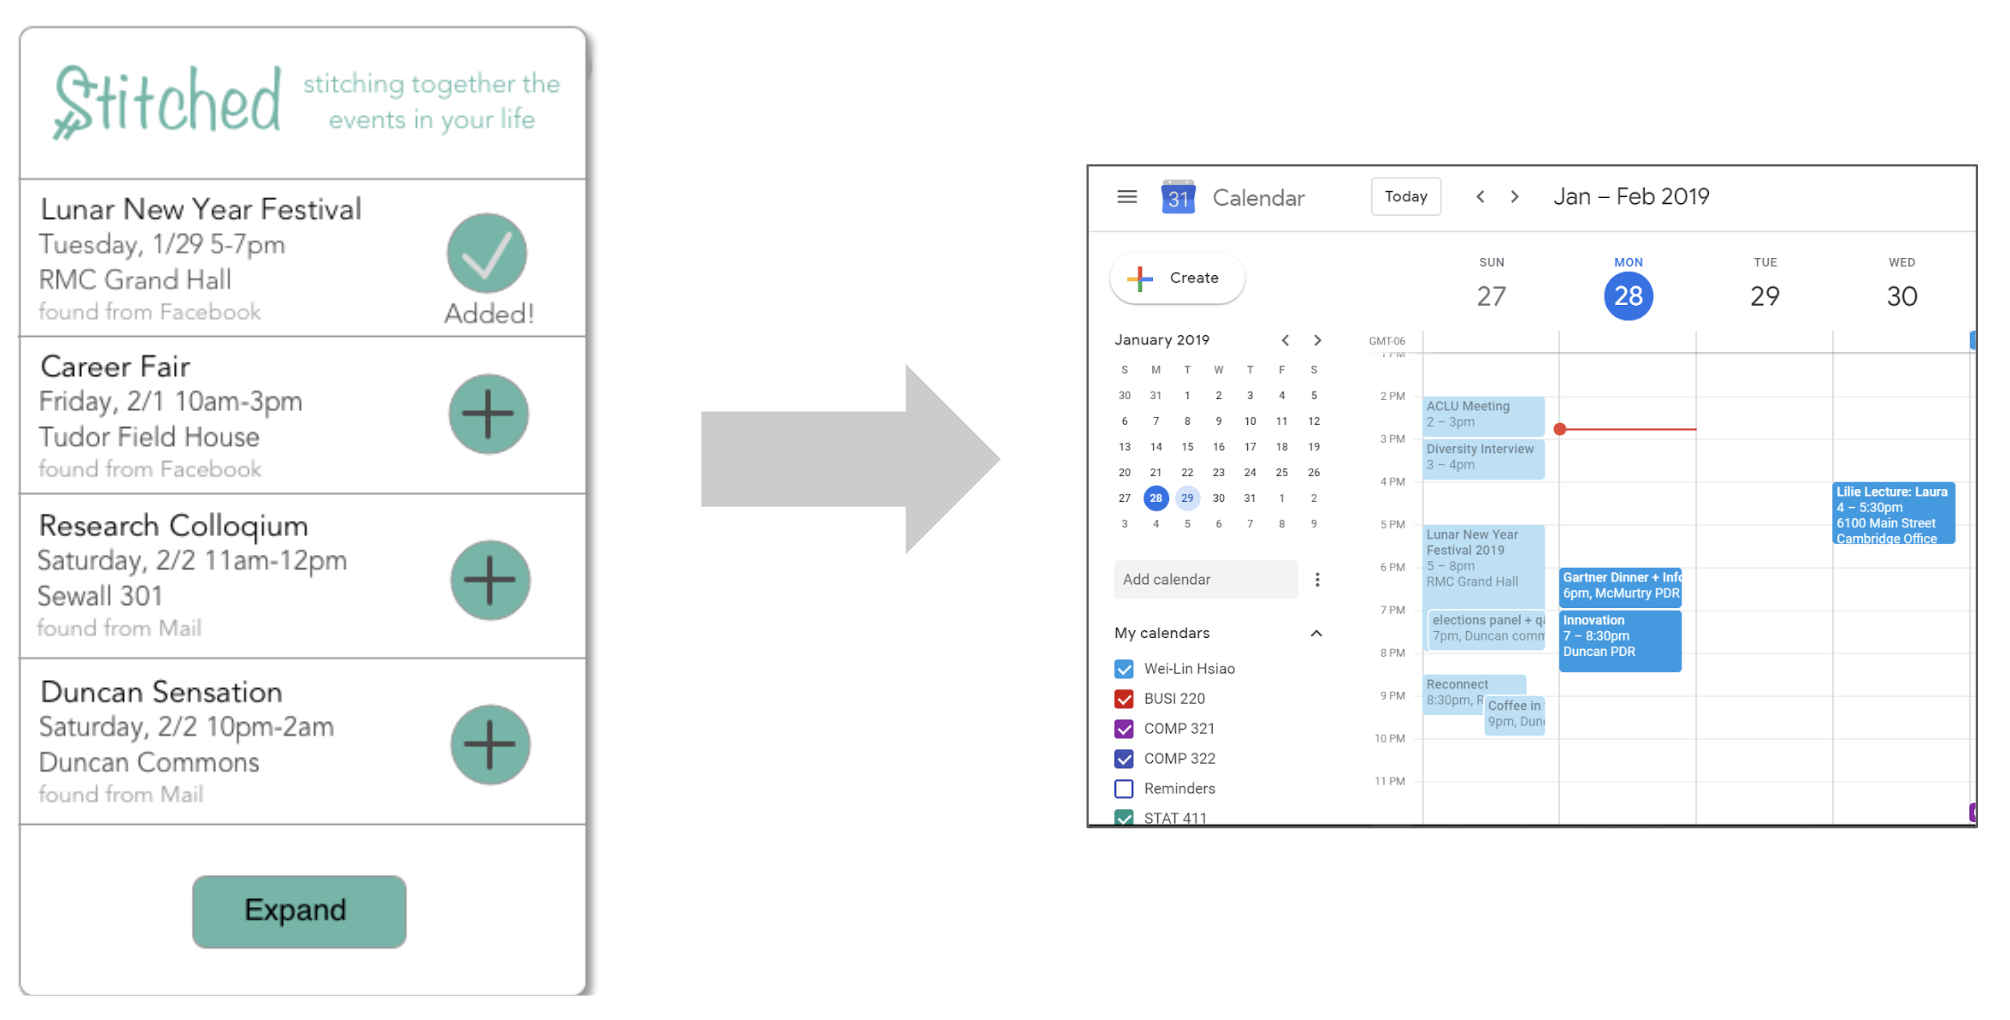 Stitched
stitching together the
events in your life
Lunar New Year Festival
Tuesday, 1/29 5-7pm
RMC Grand Hall
found from Facebook
Added!
Career Fair
Friday, 2/1 10am-3pm
Tudor Field House
found from Facebook
Research Colloqium
Saturday, 2/2 11am-12pm
Sewall 301
found from Mail
Duncan Sensation
Saturday, 2/2 10pm-2am
Duncan Commons
found from Mail
Expand
31 Calendar
Today
Jan – Feb 2019
Create
January 2019
S M T W T F S
30 31 1 2 3 4 5
6 7 8 9 10 11 12
13 14 15 16 17 18 19
20 21 22 23 24 25 26
27 28 29 30 31 1 2
3 4 5 6 7 8 9
Add calendar
My calendars
Wei-Lin Hsiao
BUSI 220
COMP 321
COMP 322
Reminders
STAT 411
SUN MON TUE WED
27 28 29 30
GMT-06
1 PM
2 PM
3 PM
4 PM
5 PM
6 PM
7 PM
8 PM
9 PM
10 PM
11 PM
ACLU Meeting
2 – 3pm
Diversity Interview
3 – 4pm
Lunar New Year
Festival 2019
5 – 8pm
RMC Grand Hall
elections panel + q
7pm, Duncan comm
Reconnect
8:30pm, R
Coffee in
9pm, Dun
Gartner Dinner + Info
6pm, McMurtry PDR
Innovation
7 – 8:30pm
Duncan PDR
Lilie Lecture: Laura
4 – 5:30pm
6100 Main Street
Cambridge Office